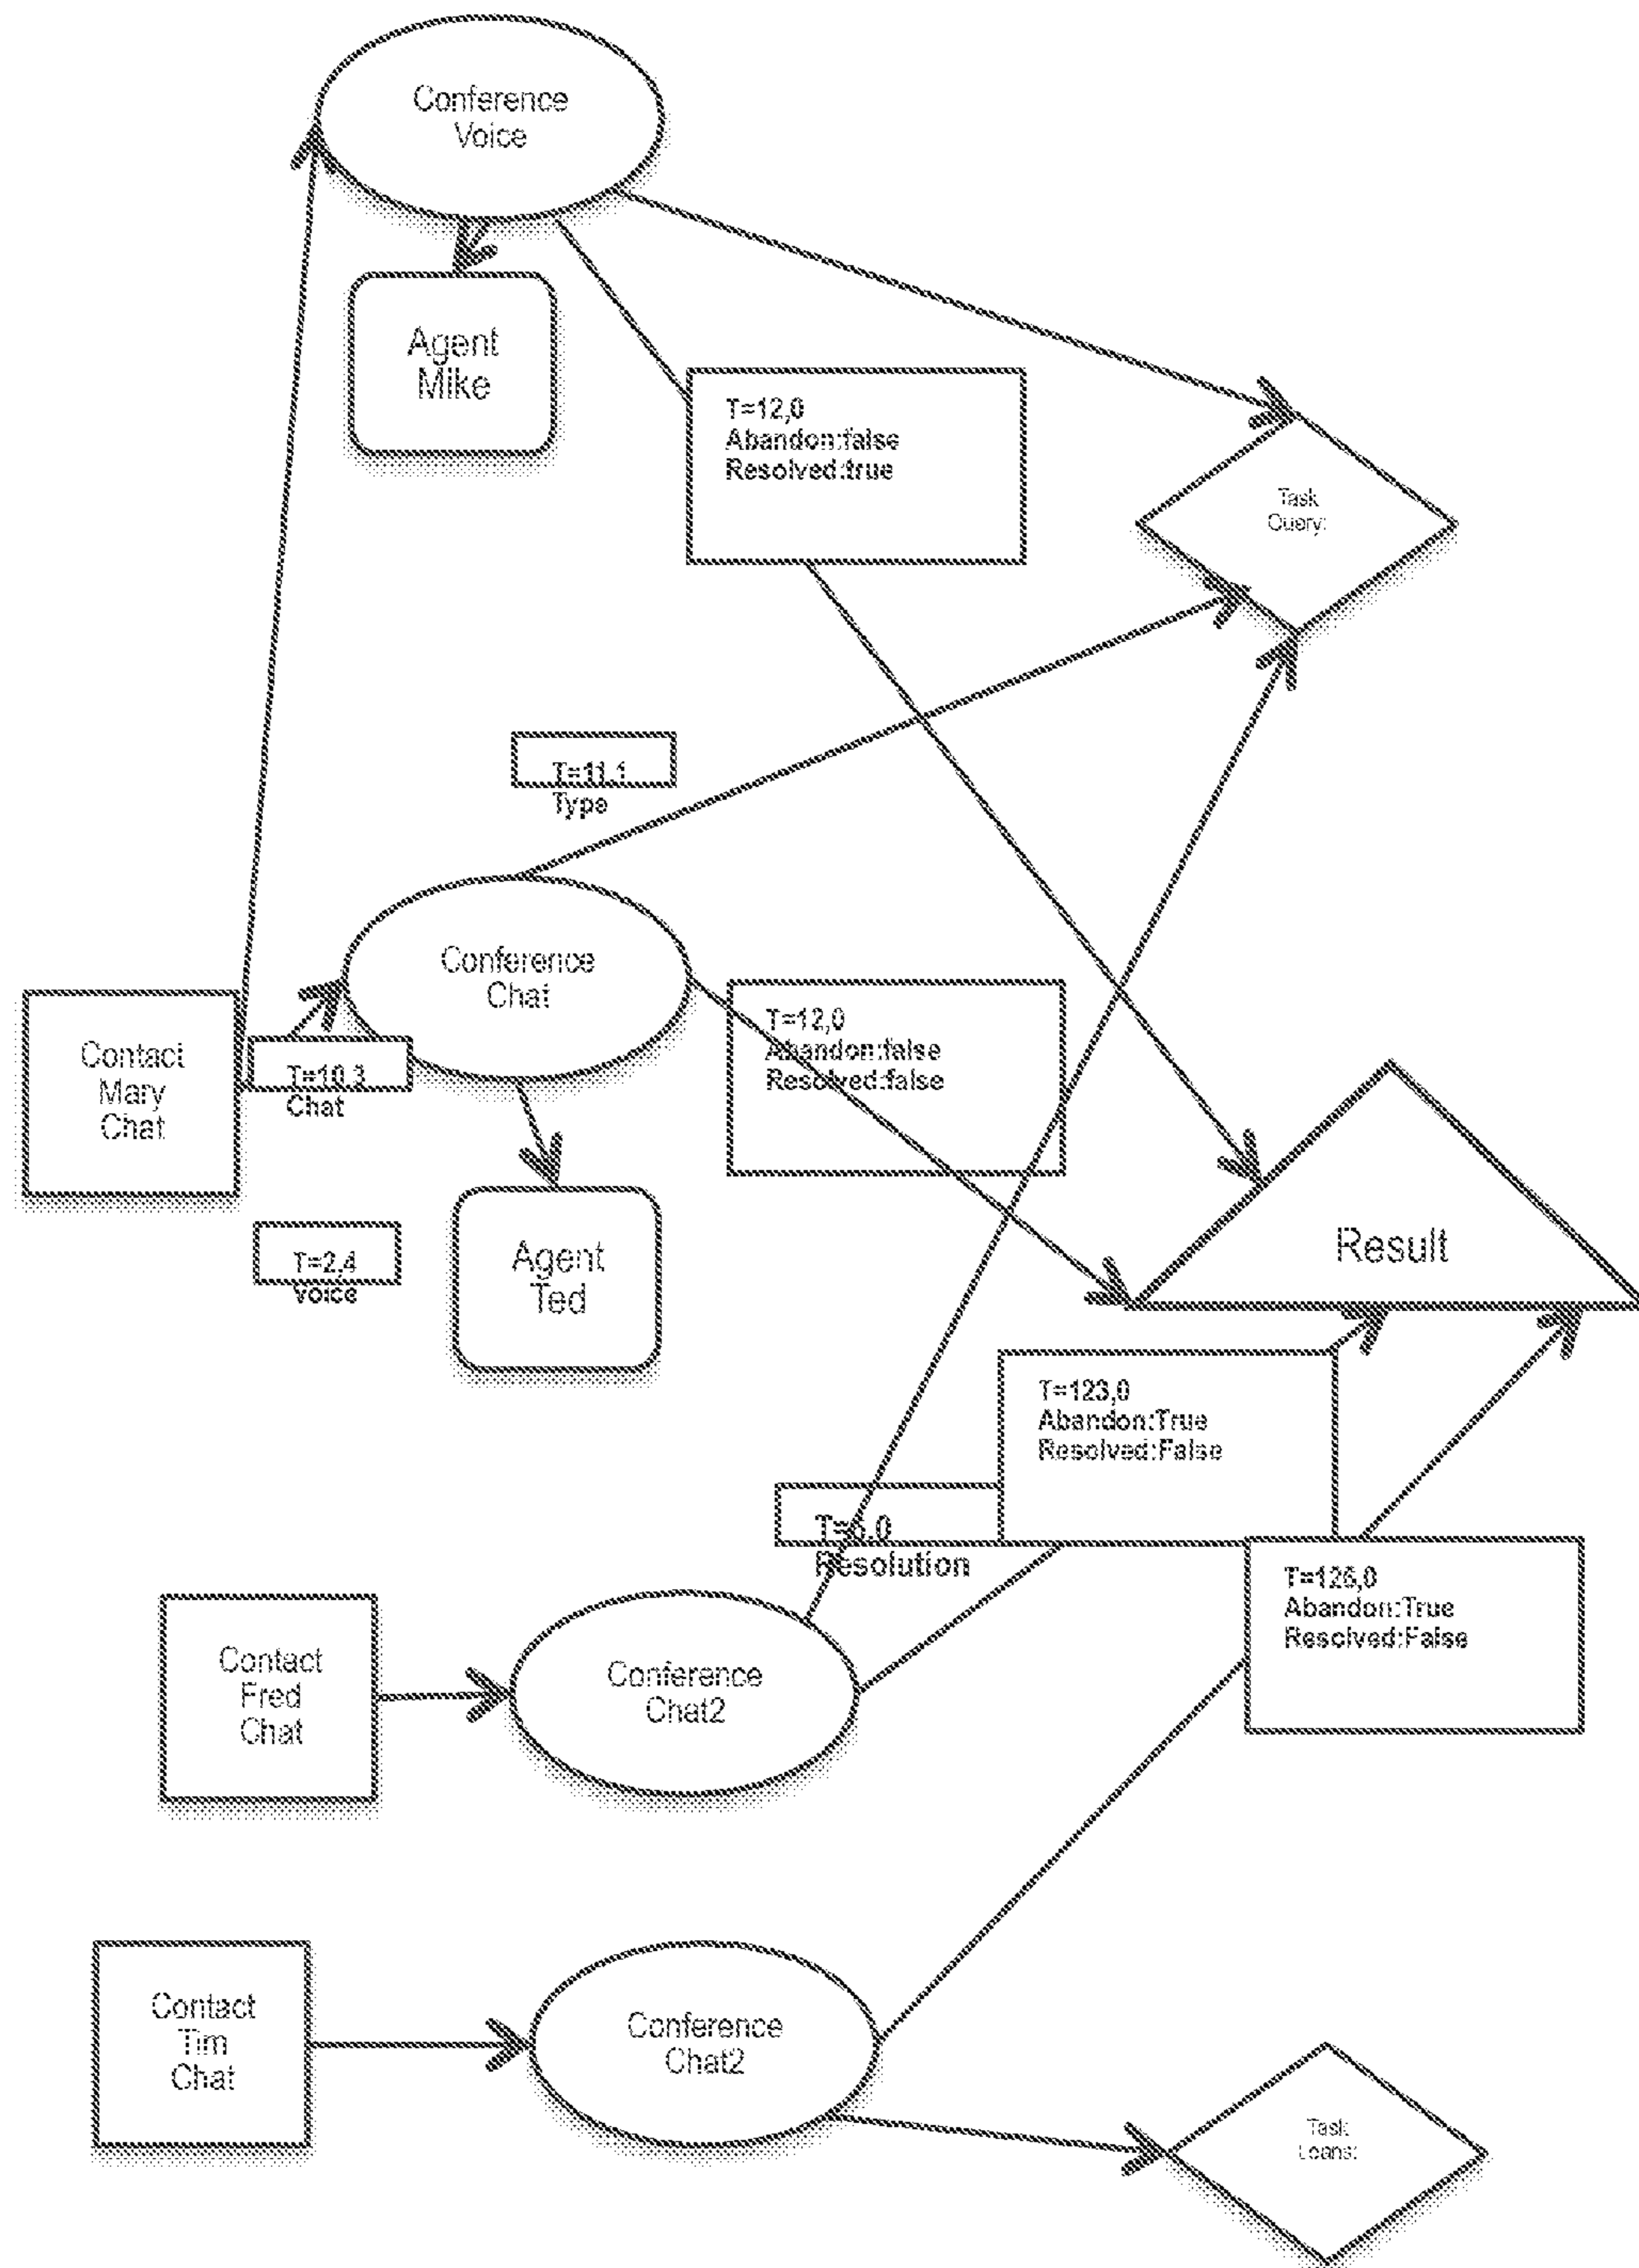 Conference
Voice
Agent
Mike
T=12,0
Abandon:false
Resolved:true
Task
Query:
T=11,1
Type
Conference
Chat
Contact
Mary
Chat
T=10,3
Chat
T=12,0
Abandon:false
Resolved:false
T=2,4
Voice
Agent
Ted
Result
T=123,0
Abandon:True
Resolved:False
Resolution
T=126,0
Abandon:True
Resolved:False
Contact
Fred
Chat
Conference
Chat2
Contact
Tim
Chat
Conference
Chat2
Task
Loans: